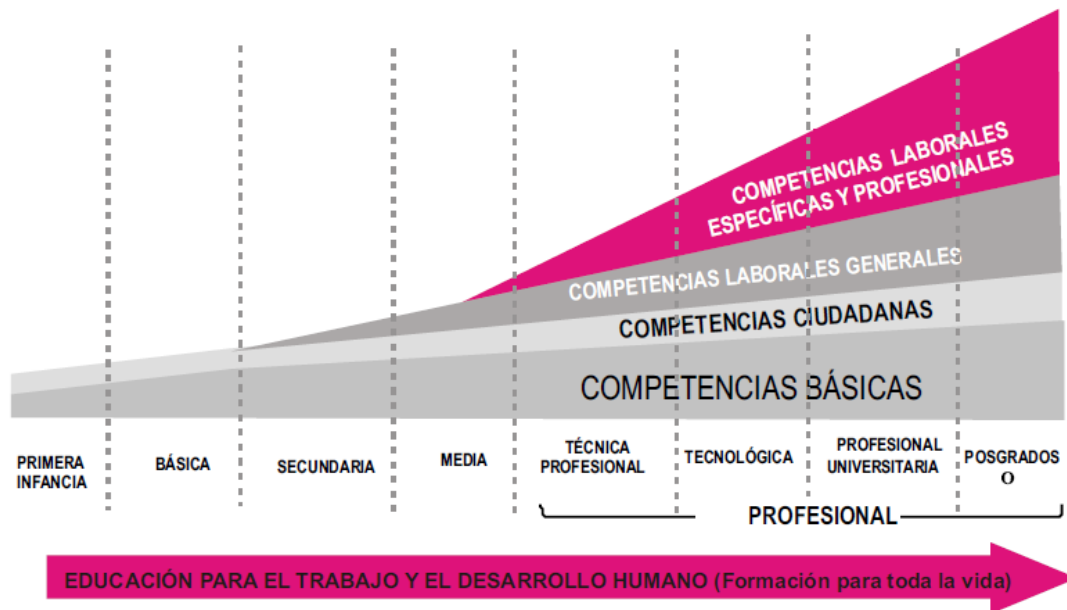 COMPETENCIAS LABORALES
ESPECÍFICAS Y PROFESIONALES
COMPETENCIAS LABORALES GENERALES
COMPETENCIAS CIUDADANAS
COMPETENCIAS BÁSICAS
PRIMERA
INFANCIA
BÁSICA
SECUNDARIA
MEDIA
TÉCNICA
PROFESIONAL
TECNOLÓGICA
PROFESIONAL
UNIVERSITARIA
POSGRADOS
O
PROFESIONAL
EDUCACIÓN PARA EL TRABAJO Y EL DESARROLLO HUMANO (Formación para toda la vida)